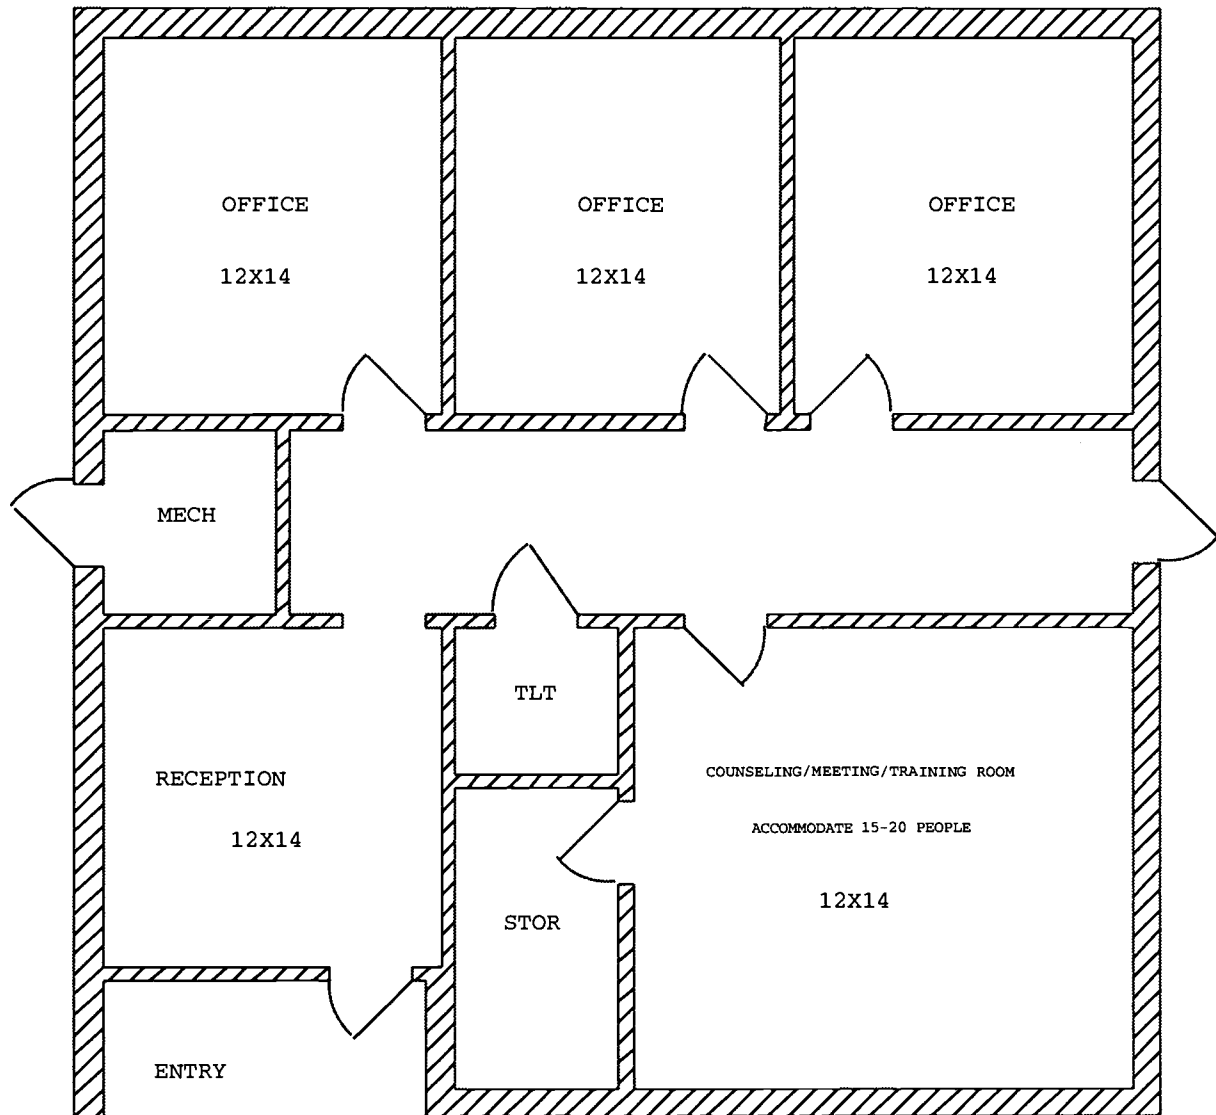 OFFICE
12X14
OFFICE
12X14
OFFICE
12X14
MECH
TLT
RECEPTION
12X14
COUNSELING/MEETING/TRAINING ROOM
ACCOMMODATE 15-20 PEOPLE
12X14
STOR
ENTRY